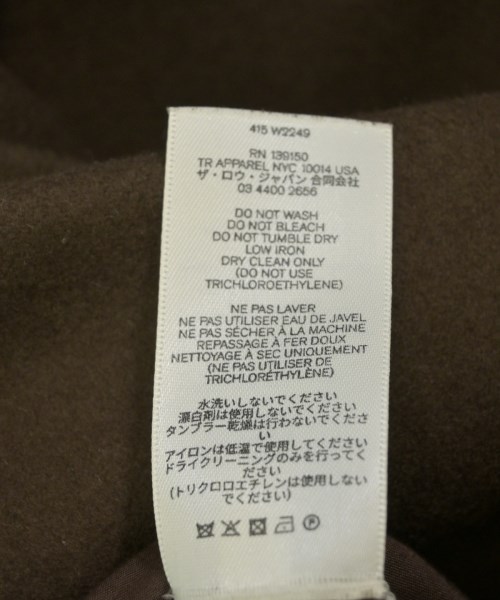 415 W2249
RN 139150
TR APPAREL NYC 10014 USA
ザ・ロウ・ジャパン 合同会社
03 4400 2656
DO NOT WASH
DO NOT BLEACH
DO NOT TUMBLE DRY
LOW IRON
DRY CLEAN ONLY
(DO NOT USE
TRICHLOROETHYLENE)
NE PAS LAVER
NE PAS UTILISER EAU DE JAVEL
NE PAS SÉCHER À LA MACHINE
REPASSAGE À FER DOUX
NETTOYAGE À SEC UNIQUEMENT
(NE PAS UTILISER DE
TRICHLORÉTHYLÈNE)
水洗いしないでください
漂白剤は使用しないでください
タンブラー乾燥は行わないでくださ
い
アイロンは低温で使用してください
ドライクリーニングのみを行ってく
ださい
(トリクロロエチレンは使用しない
でください)